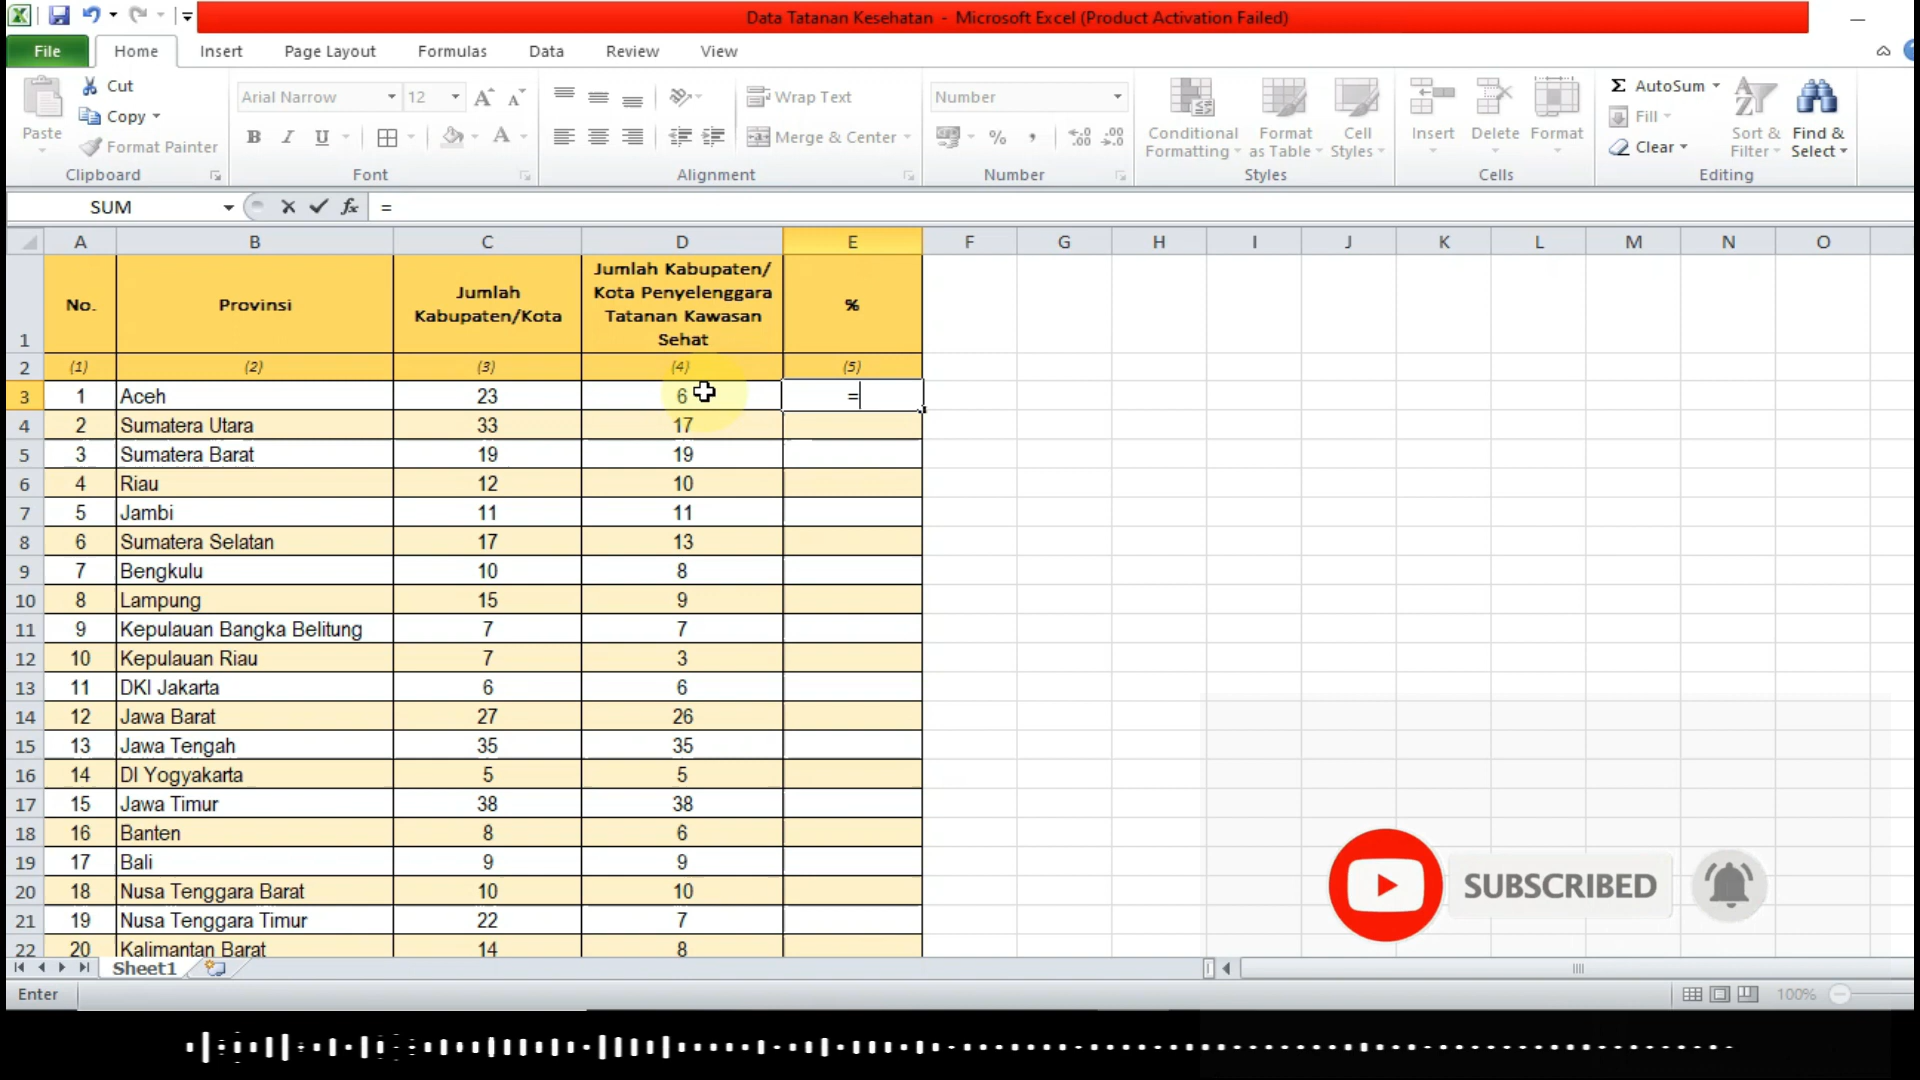 Data Tatanan Kesehatan - Microsoft Excel (Product Activation Failed)
File Home Insert Page Layout Formulas Data Review View
Paste Cut Copy Format Painter Clipboard
Arial Narrow 12 B I U A Font
Wrap Text Merge & Center Alignment
Number % , Number
Conditional Formatting Format as Table Cell Styles Styles
Insert Delete Format Cells
Σ AutoSum Fill Clear Sort & Filter Find & Select Editing
SUM fx =
A B C D E F G H I J K L M N O
1 No. Provinsi Jumlah Kabupaten/Kota Jumlah Kabupaten/ Kota Penyelenggara Tatanan Kawasan Sehat %
2 (1) (2) (3) (4) (5)
3 1 Aceh 23 6 =
4 2 Sumatera Utara 33 17
5 3 Sumatera Barat 19 19
6 4 Riau 12 10
7 5 Jambi 11 11
8 6 Sumatera Selatan 17 13
9 7 Bengkulu 10 8
10 8 Lampung 15 9
11 9 Kepulauan Bangka Belitung 7 7
12 10 Kepulauan Riau 7 3
13 11 DKI Jakarta 6 6
14 12 Jawa Barat 27 26
15 13 Jawa Tengah 35 35
16 14 DI Yogyakarta 5 5
17 15 Jawa Timur 38 38
18 16 Banten 8 6
19 17 Bali 9 9
20 18 Nusa Tenggara Barat 10 10
21 19 Nusa Tenggara Timur 22 7
22 20 Kalimantan Barat 14 8
SUBSCRIBED
Sheet1
Enter 100%